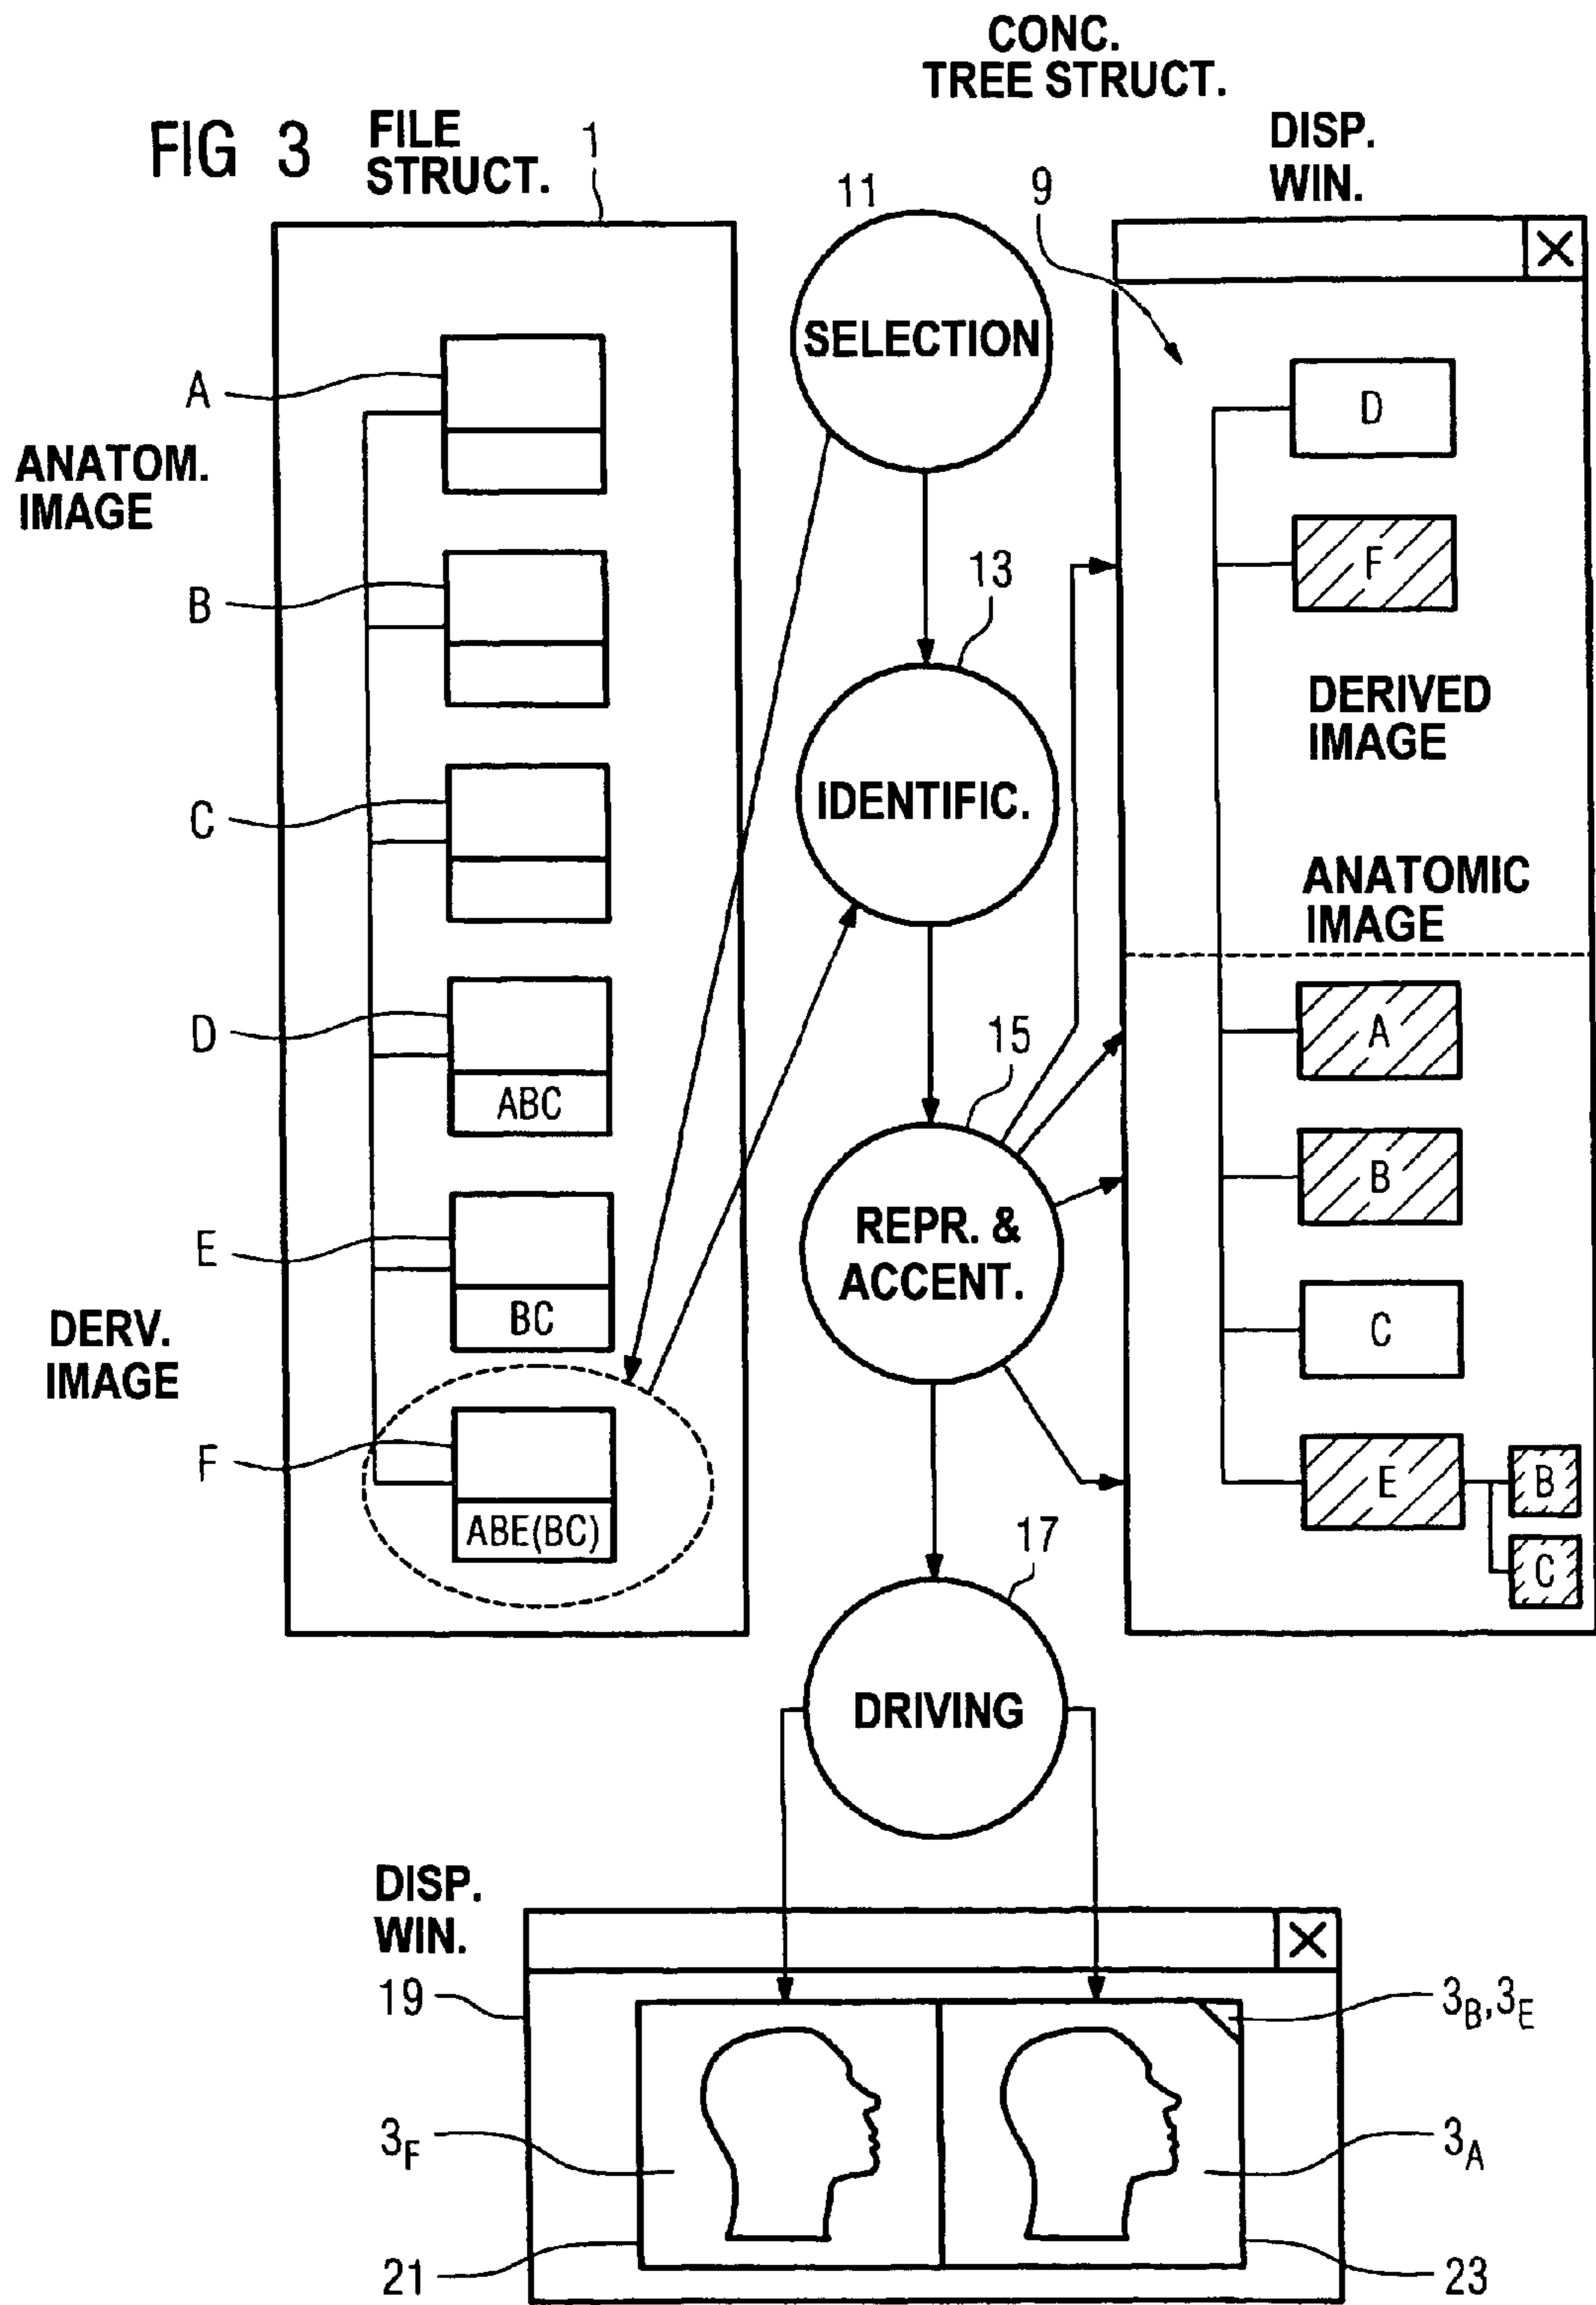 CONC.
TREE STRUCT.
FIG 3
FILE
STRUCT.
1
DISP.
WIN.
9
11
SELECTION
A
ANATOM.
IMAGE
B
C
D
ABC
E
BC
DERV.
IMAGE
F
ABE(BC)
13
IDENTIFIC.
15
REPR. &
ACCENT.
17
DRIVING
D
F
DERIVED
IMAGE
ANATOMIC
IMAGE
A
B
C
E
B
C
DISP.
WIN.
19
3B,3E
3F
3A
21
23